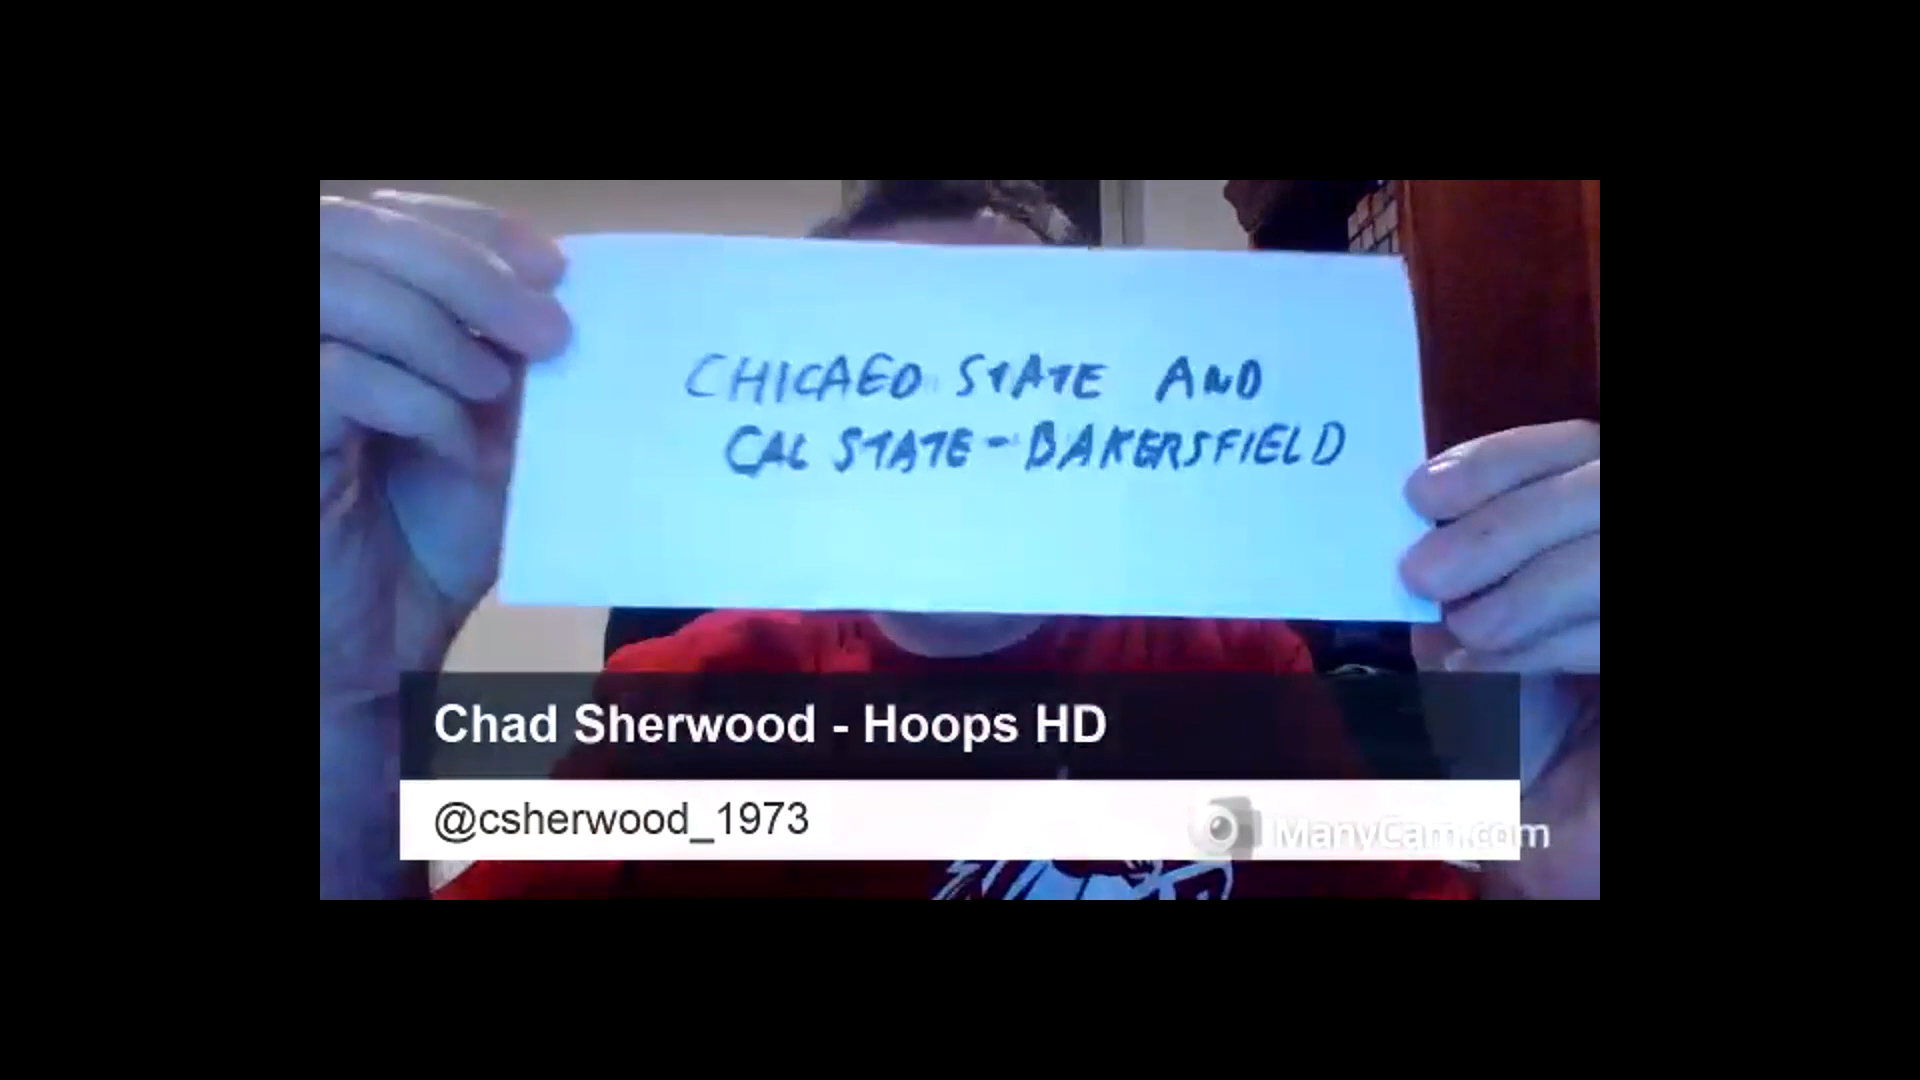 CHICAGO STATE AND
CAL STATE-BAKERSFIELD
Chad Sherwood - Hoops HD
@csherwood_1973
ManyCam.com